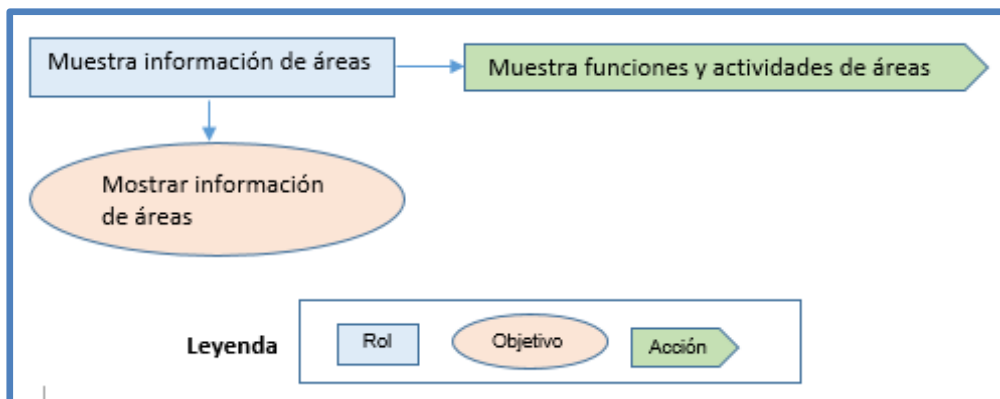 Muestra información de áreas
Muestra funciones y actividades de áreas
Mostrar información
de áreas
Leyenda
Rol
Objetivo
Acción